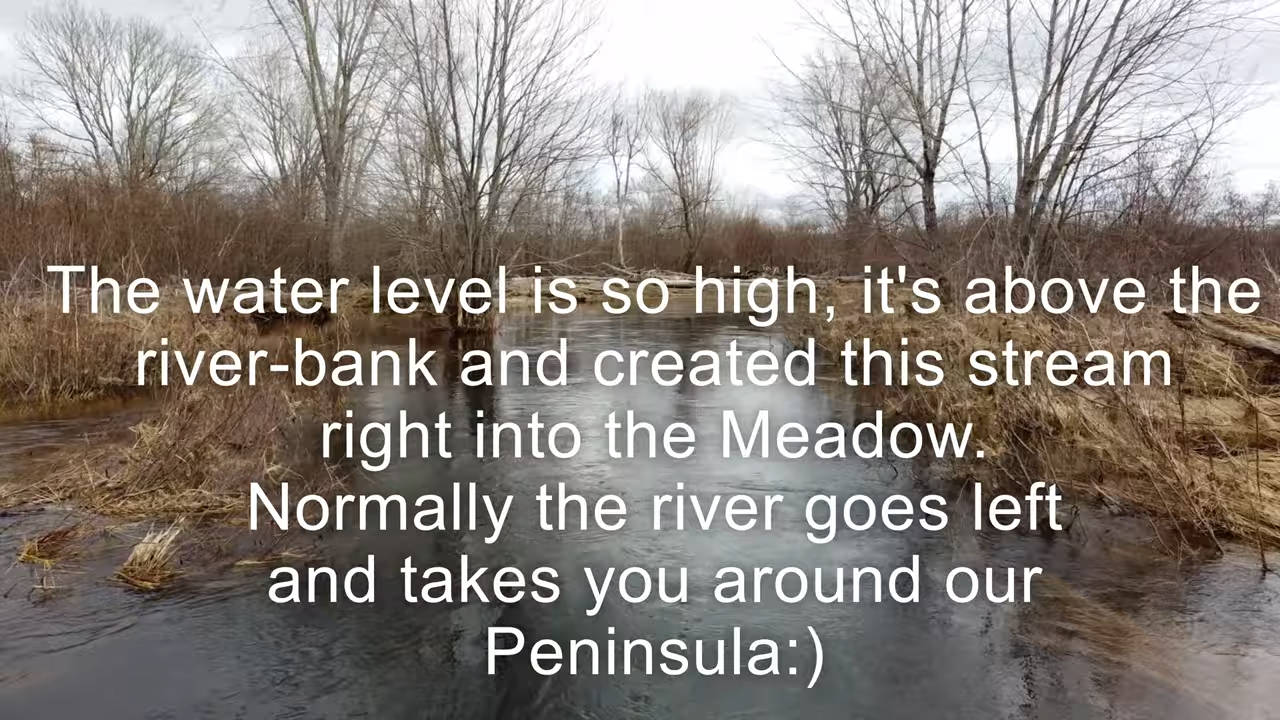 The water level is so high, it's above the
river-bank and created this stream
right into the Meadow.
Normally the river goes left
and takes you around our
Peninsula:)